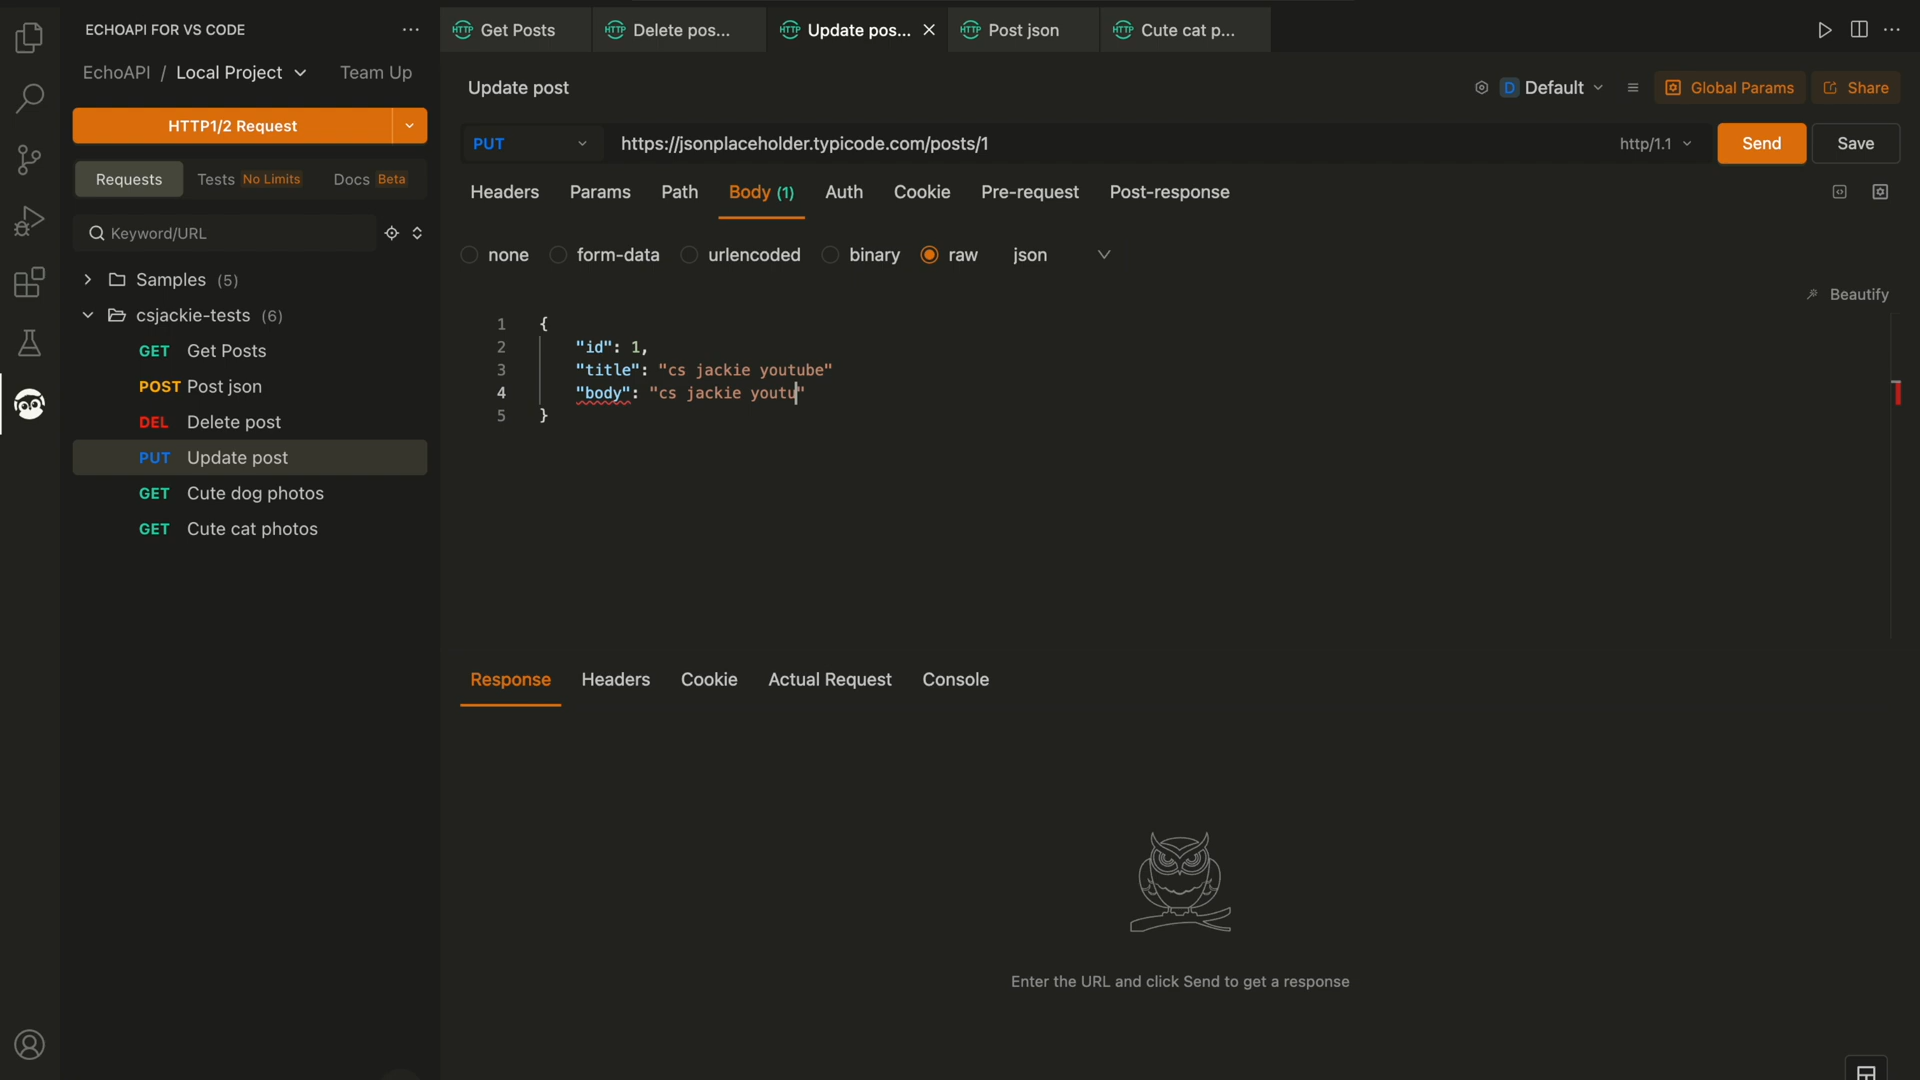 ECHOAPI FOR VS CODE
EchoAPI / Local Project
Team Up
HTTP1/2 Request
Requests
Tests No Limits
Docs Beta
Keyword/URL
Samples (5)
csjackie-tests (6)
GET Get Posts
POST Post json
DEL Delete post
PUT Update post
GET Cute dog photos
GET Cute cat photos
HTTP Get Posts
HTTP Delete pos...
HTTP Update pos...
HTTP Post json
HTTP Cute cat p...
Update post
D Default
Global Params
Share
PUT
https://jsonplaceholder.typicode.com/posts/1
http/1.1
Send
Save
Headers
Params
Path
Body (1)
Auth
Cookie
Pre-request
Post-response
none
form-data
urlencoded
binary
raw
json
Beautify
1 {
2 "id": 1,
3 "title": "cs jackie youtube"
4 "body": "cs jackie youtu"
5 }
Response
Headers
Cookie
Actual Request
Console
Enter the URL and click Send to get a response